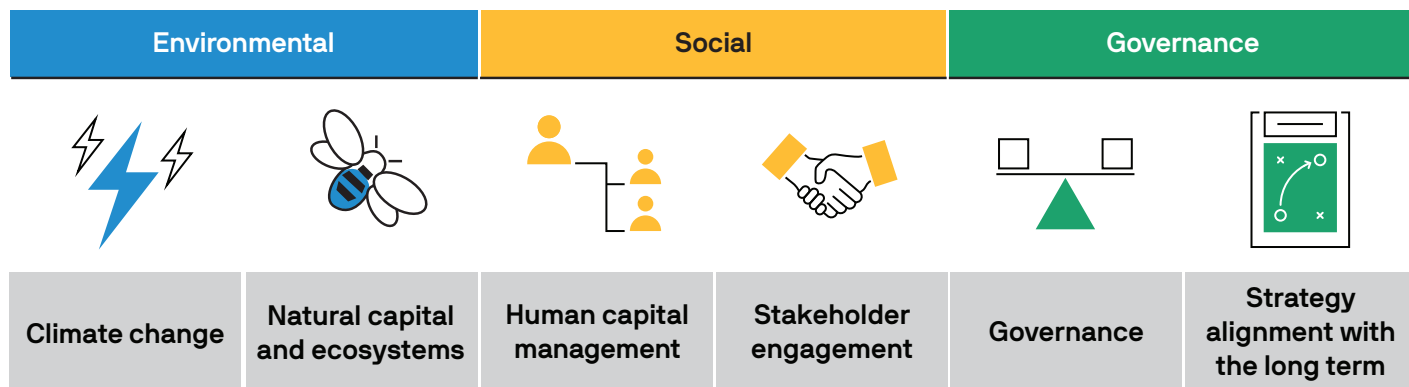 Environmental
Social
Governance
Climate change
Natural capital
and ecosystems
Human capital
management
Stakeholder
engagement
Governance
Strategy
alignment with
the long term